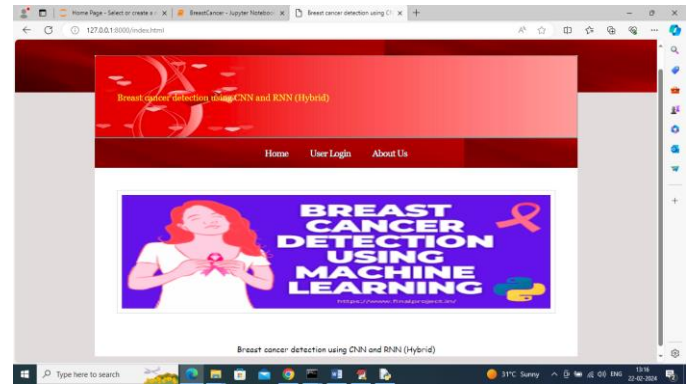 Home Page - Select or create a n
BreastCancer - Jupyter Notebook
Breast cancer detection using CN
127.0.0.1:8000/index.html
Breast cancer detection using CNN and RNN (Hybrid)
Home User Login About Us
BREAST
CANCER
DETECTION
USING
MACHINE
LEARNING
https://www.finalproject.in/
Breast cancer detection using CNN and RNN (Hybrid)
Type here to search
31°C Sunny
ENG
13:16
22-02-2024